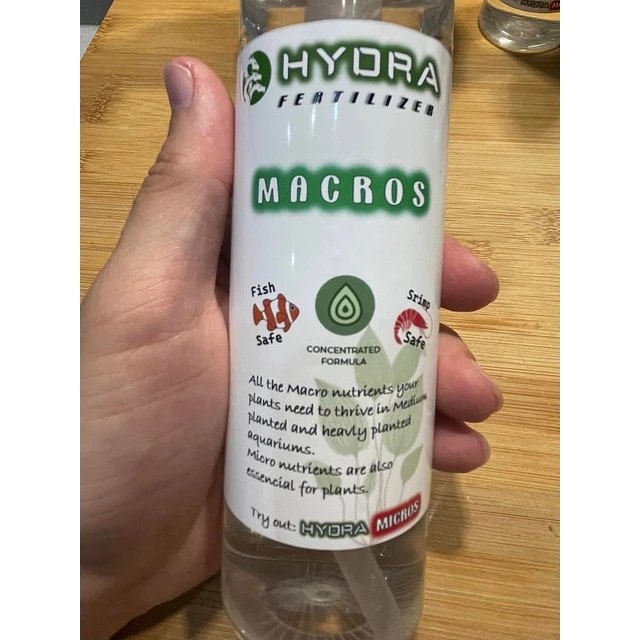 HYDRA
FERTILIZER
MACROS
Fish
Safe
CONCENTRATED
FORMULA
Srimp
Safe
All the Macro nutrients your
plants need to thrive in Medium
planted and heavly planted
aquariums.
Micro nutrients are also
essencial for plants.
Try out: HYDRA MICROS